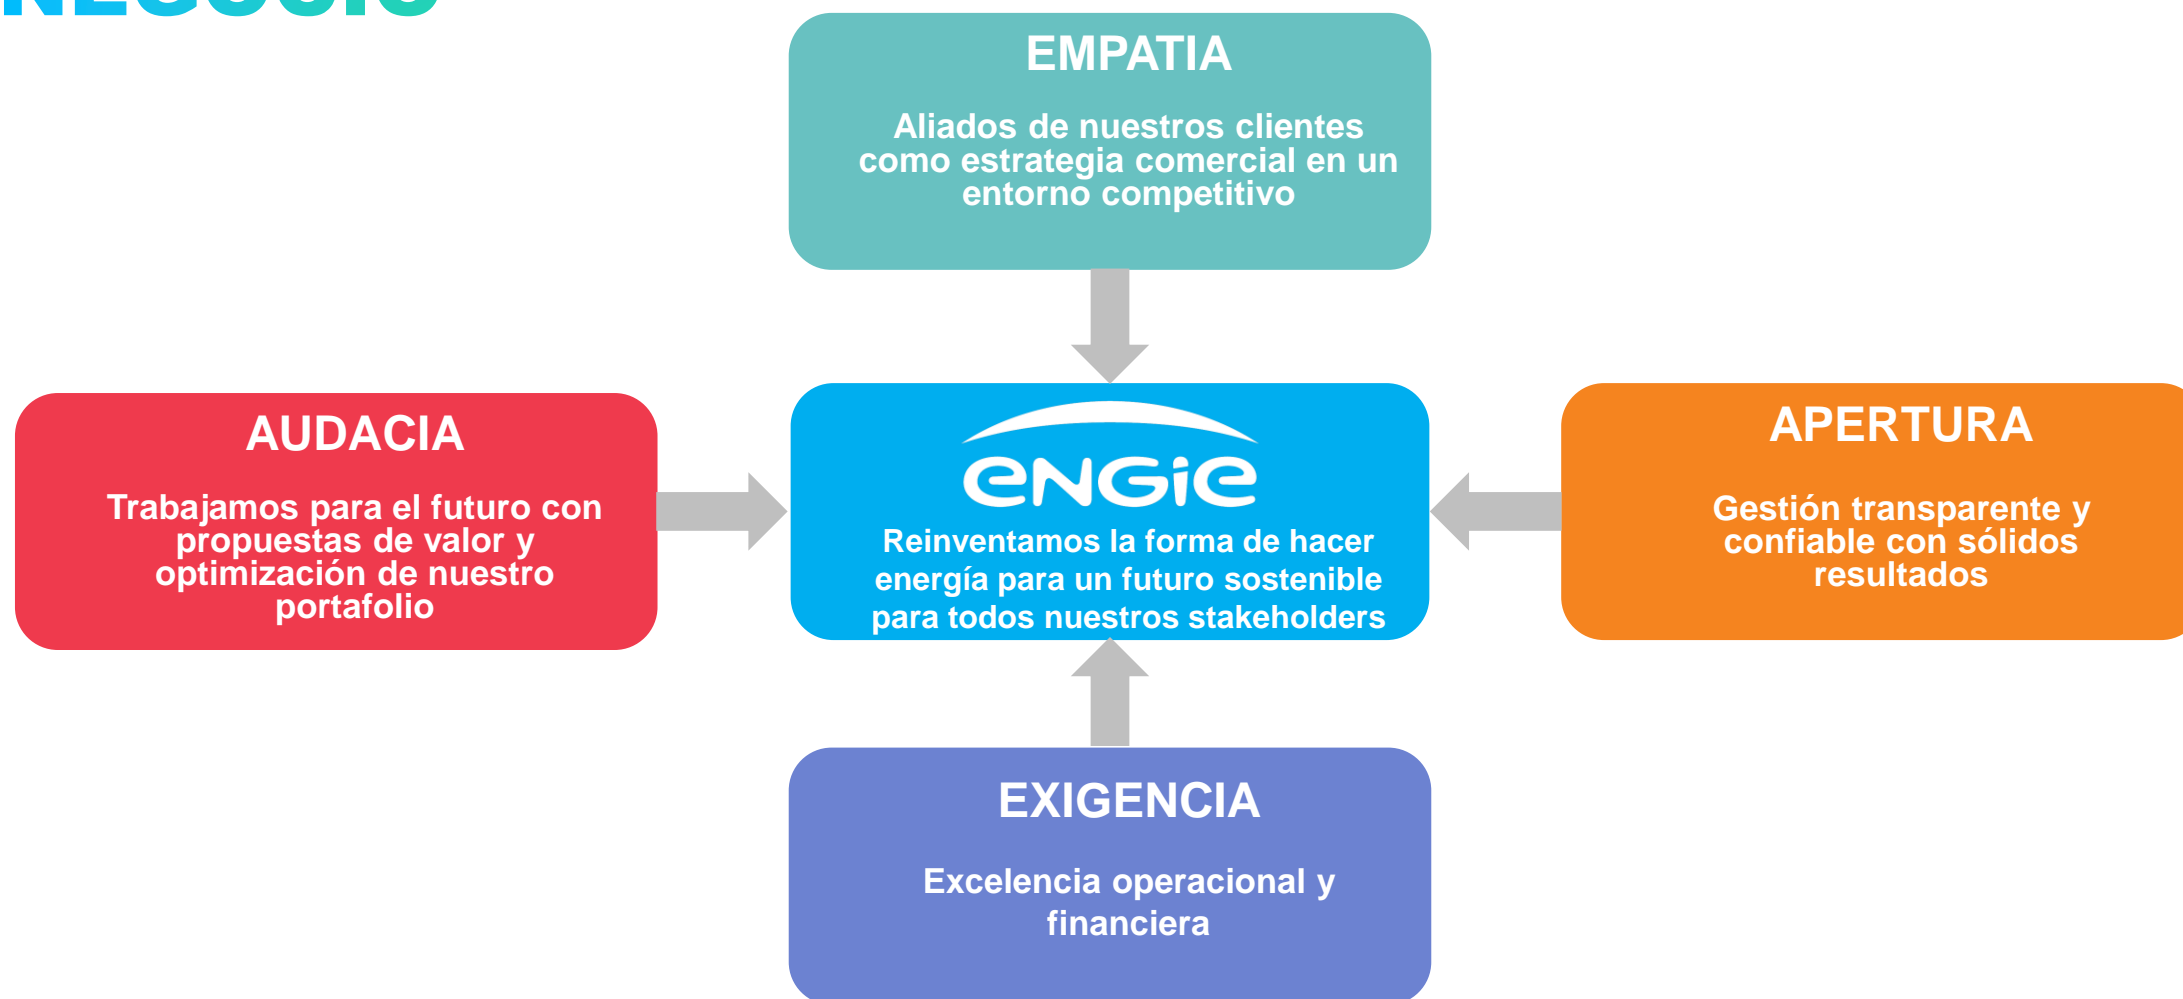 NEGOCIO
EMPATIA
Aliados de nuestros clientes
como estrategia comercial en un
entorno competitivo
AUDACIA
Trabajamos para el futuro con
propuestas de valor y
optimización de nuestro
portafolio
eNGie
Reinventamos la forma de hacer
energía para un futuro sostenible
para todos nuestros stakeholders
APERTURA
Gestión transparente y
confiable con sólidos
resultados
EXIGENCIA
Excelencia operacional y
financiera